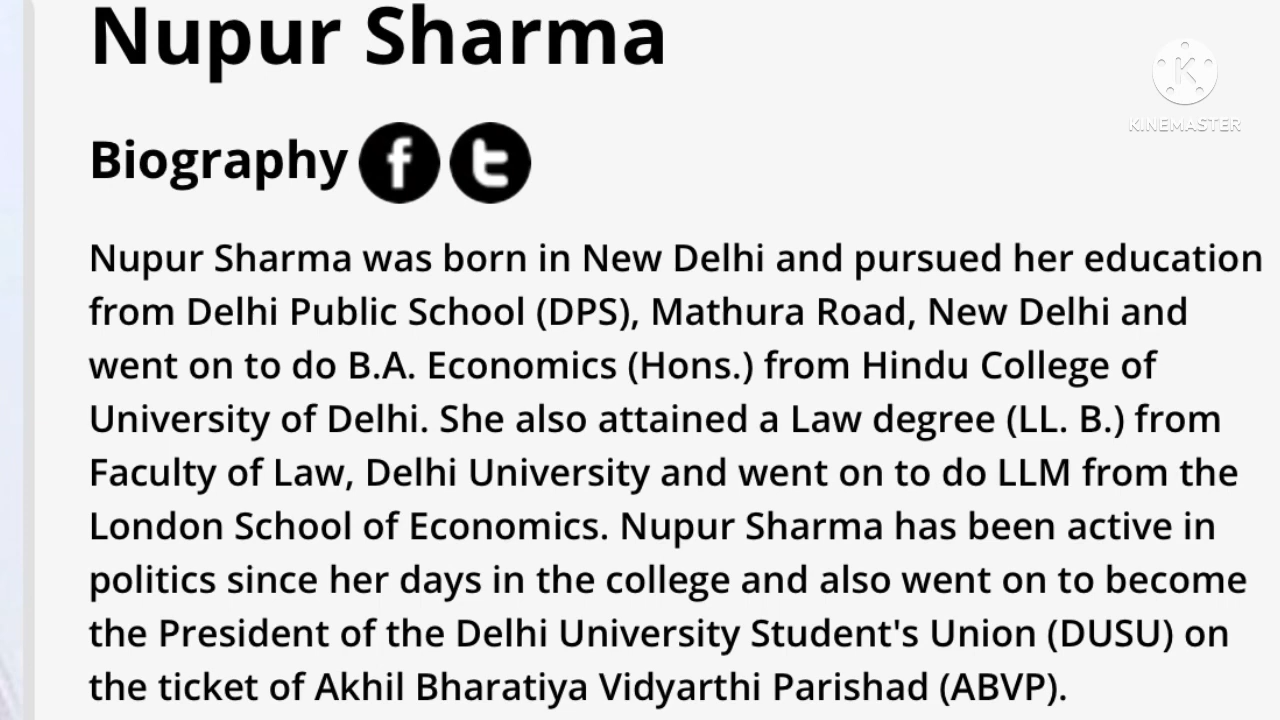 Nupur Sharma
KINEMASTER
Biography
Nupur Sharma was born in New Delhi and pursued her education
from Delhi Public School (DPS), Mathura Road, New Delhi and
went on to do B.A. Economics (Hons.) from Hindu College of
University of Delhi. She also attained a Law degree (LL. B.) from
Faculty of Law, Delhi University and went on to do LLM from the
London School of Economics. Nupur Sharma has been active in
politics since her days in the college and also went on to become
the President of the Delhi University Student's Union (DUSU) on
the ticket of Akhil Bharatiya Vidyarthi Parishad (ABVP).